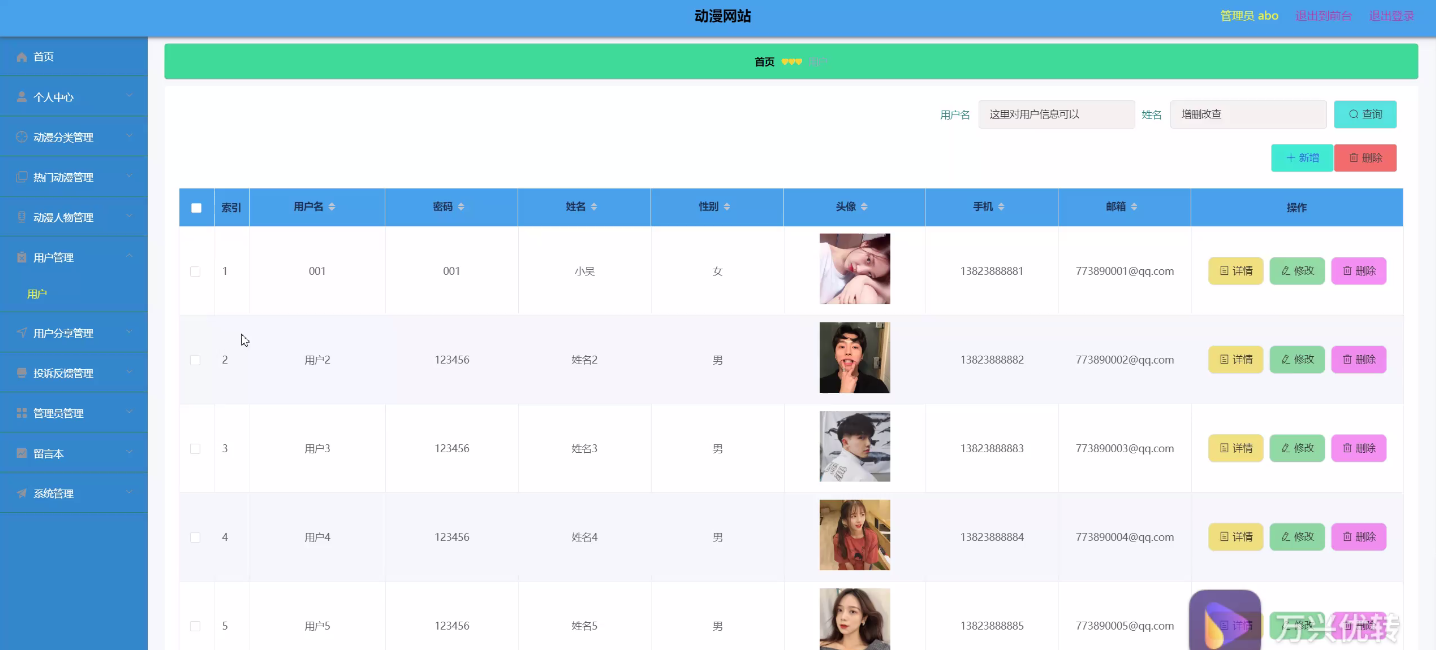 动漫网站
管理员 abo 退出到前台 退出登录
首页
个人中心
动漫分类管理
热门动漫管理
动漫人物管理
用户管理
用户
用户分享管理
投诉反馈管理
管理员管理
留言本
系统管理
首页
用户名 这里对用户信息可以 姓名 增删改查 查询
新增 删除
索引 用户名 密码 姓名 性别 头像 手机 邮箱 操作
1 001 001 小吴 女 13823888881 773890001@qq.com 详情 修改 删除
2 用户2 123456 姓名2 男 13823888882 773890002@qq.com 详情 修改 删除
3 用户3 123456 姓名3 男 13823888883 773890003@qq.com 详情 修改 删除
4 用户4 123456 姓名4 男 13823888884 773890004@qq.com 详情 修改 删除
5 用户5 123456 姓名5 男 13823888885 773890005@qq.com 详情
万兴优转